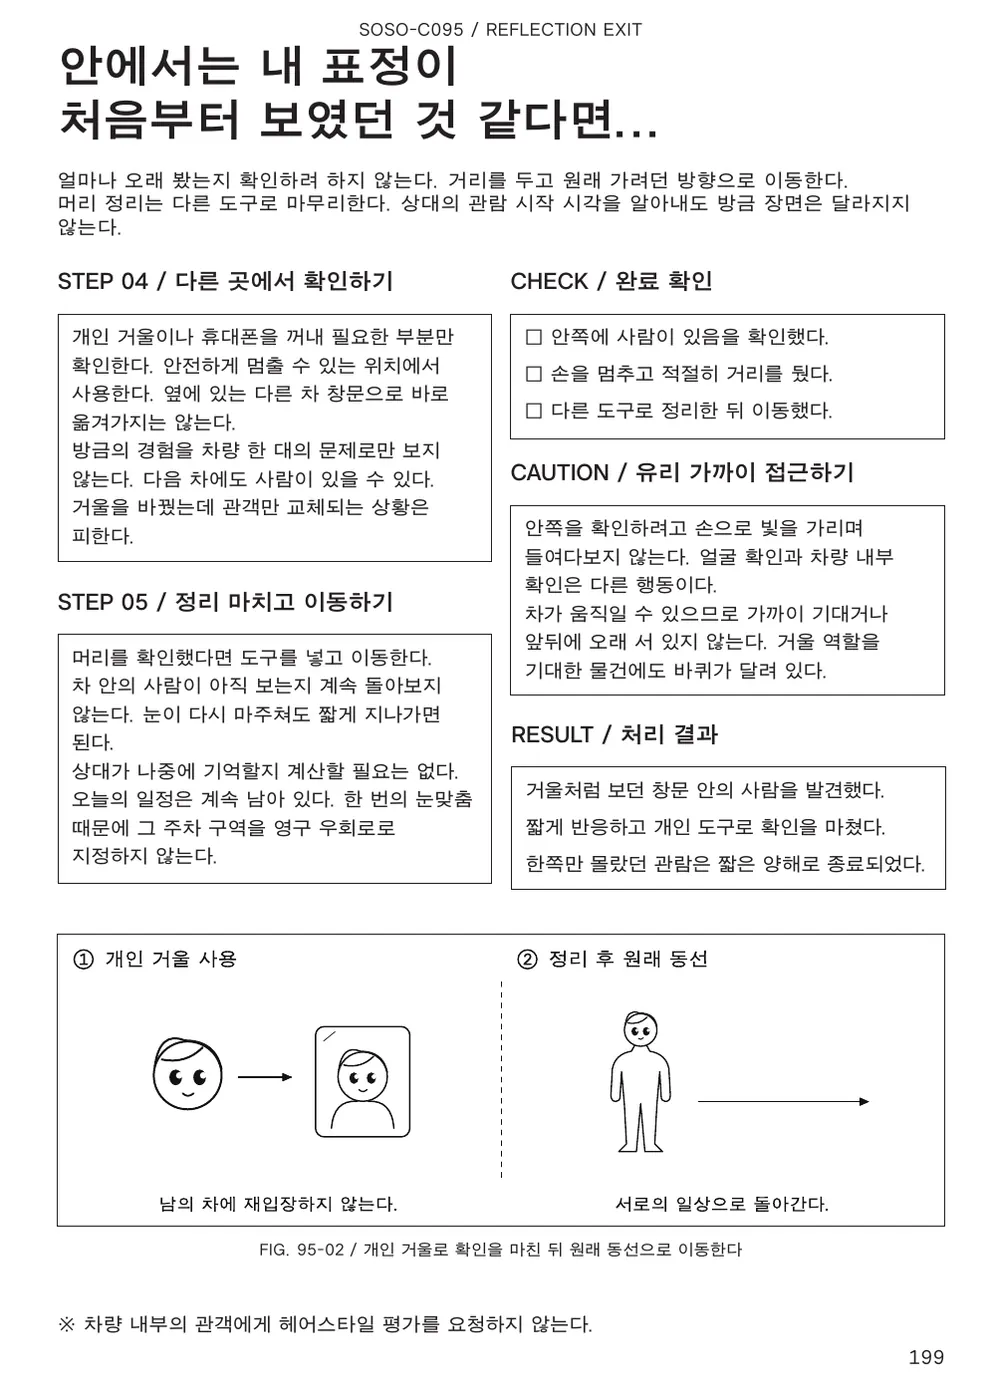 SOSO-C095 / REFLECTION EXIT
안에서는 내 표정이
처음부터 보였던 것 같다면...
얼마나 오래 봤는지 확인하려 하지 않는다. 거리를 두고 원래 가려던 방향으로 이동한다.
머리 정리는 다른 도구로 마무리한다. 상대의 관람 시작 시각을 알아내도 방금 장면은 달라지지
않는다.
STEP 04 / 다른 곳에서 확인하기
개인 거울이나 휴대폰을 꺼내 필요한 부분만
확인한다. 안전하게 멈출 수 있는 위치에서
사용한다. 옆에 있는 다른 차 창문으로 바로
옮겨가지는 않는다.
방금의 경험을 차량 한 대의 문제로만 보지
않는다. 다음 차에도 사람이 있을 수 있다.
거울을 바꿨는데 관객만 교체되는 상황은
피한다.
STEP 05 / 정리 마치고 이동하기
머리를 확인했다면 도구를 넣고 이동한다.
차 안의 사람이 아직 보는지 계속 돌아보지
않는다. 눈이 다시 마주쳐도 짧게 지나가면
된다.
상대가 나중에 기억할지 계산할 필요는 없다.
오늘의 일정은 계속 남아 있다. 한 번의 눈맞춤
때문에 그 주차 구역을 영구 우회로로
지정하지 않는다.
CHECK / 완료 확인
□ 안쪽에 사람이 있음을 확인했다.
□ 손을 멈추고 적절히 거리를 뒀다.
□ 다른 도구로 정리한 뒤 이동했다.
CAUTION / 유리 가까이 접근하기
안쪽을 확인하려고 손으로 빛을 가리며
들여다보지 않는다. 얼굴 확인과 차량 내부
확인은 다른 행동이다.
차가 움직일 수 있으므로 가까이 기대거나
앞뒤에 오래 서 있지 않는다. 거울 역할을
기대한 물건에도 바퀴가 달려 있다.
RESULT / 처리 결과
거울처럼 보던 창문 안의 사람을 발견했다.
짧게 반응하고 개인 도구로 확인을 마쳤다.
한쪽만 몰랐던 관람은 짧은 양해로 종료되었다.
① 개인 거울 사용
남의 차에 재입장하지 않는다.
② 정리 후 원래 동선
서로의 일상으로 돌아간다.
FIG. 95-02 / 개인 거울로 확인을 마친 뒤 원래 동선으로 이동한다
※ 차량 내부의 관객에게 헤어스타일 평가를 요청하지 않는다.
199